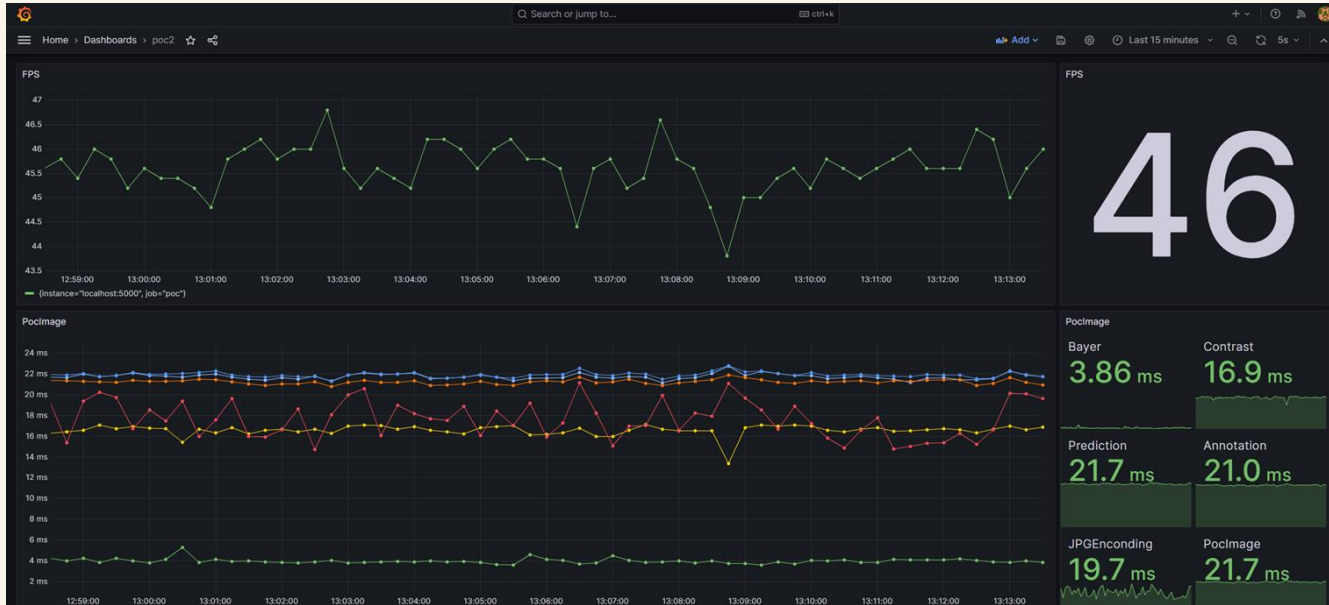 Search or jump to...
ctrl+k
Home › Dashboards › poc2
Add
Last 15 minutes
5s
FPS
47
46.5
46
45.5
45
44.5
44
43.5
12:59:00 13:00:00 13:01:00 13:02:00 13:03:00 13:04:00 13:05:00 13:06:00 13:07:00 13:08:00 13:09:00 13:10:00 13:11:00 13:12:00 13:13:00
{instance="localhost:5000", job="poc"}
FPS
46
PocImage
24 ms
22 ms
20 ms
18 ms
16 ms
14 ms
12 ms
10 ms
8 ms
6 ms
4 ms
2 ms
12:59:00 13:00:00 13:01:00 13:02:00 13:03:00 13:04:00 13:05:00 13:06:00 13:07:00 13:08:00 13:09:00 13:10:00 13:11:00 13:12:00 13:13:00
PocImage
Bayer Contrast
3.86 ms 16.9 ms
Prediction Annotation
21.7 ms 21.0 ms
JPGEnconding PocImage
19.7 ms 21.7 ms